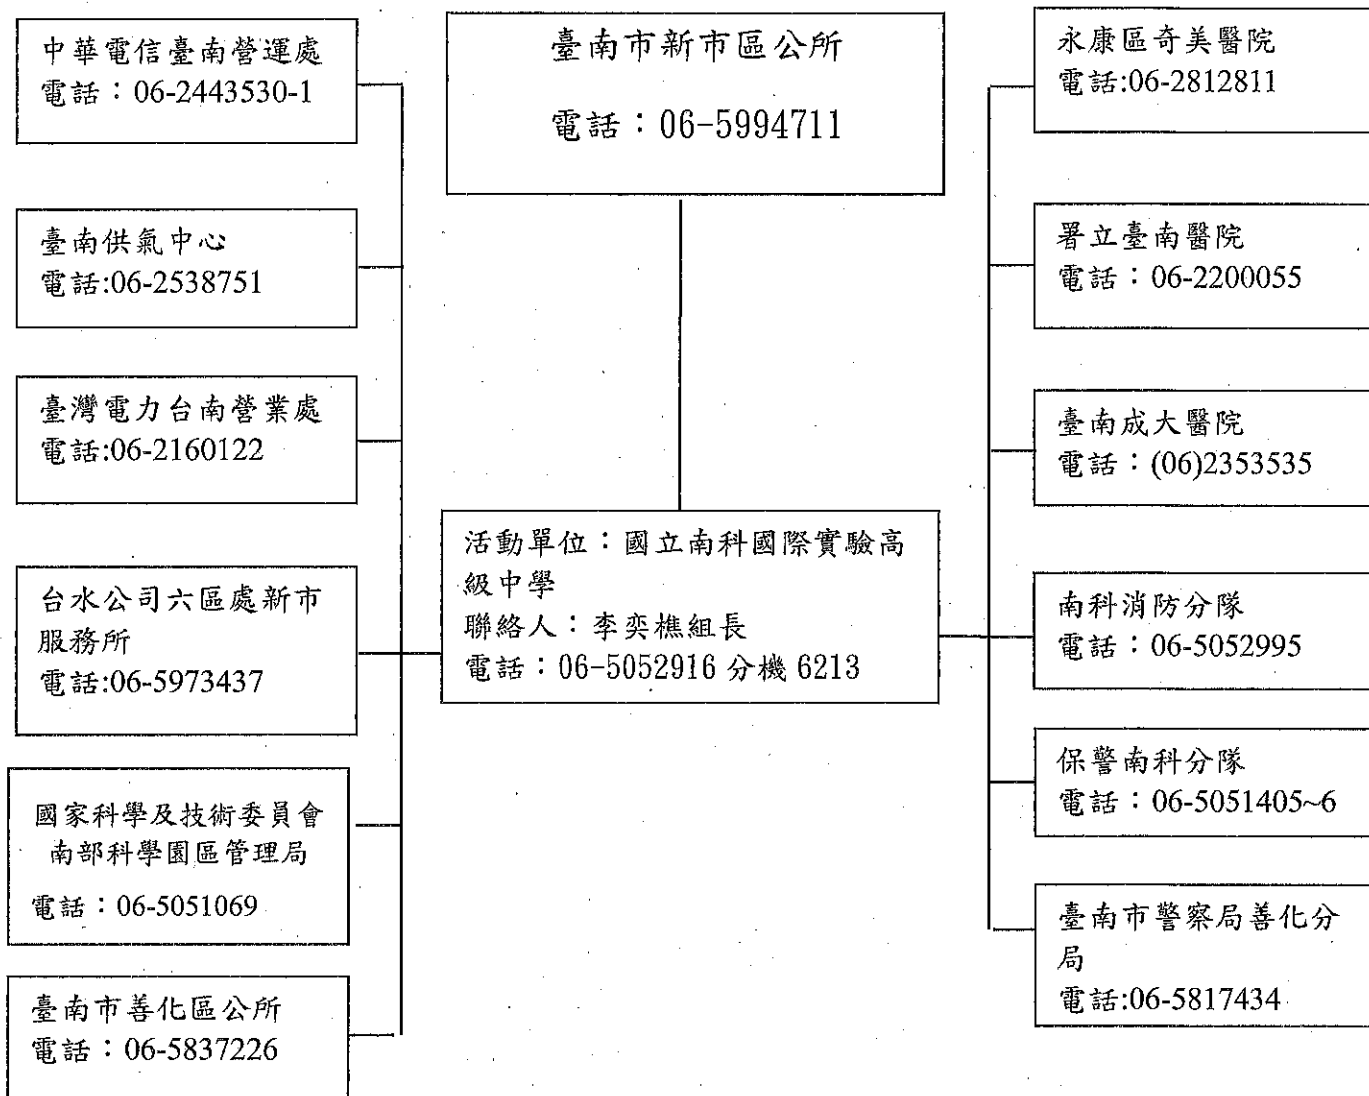 中華電信臺南營運處
電話：06-2443530-1
臺南供氣中心
電話:06-2538751
臺灣電力台南營業處
電話:06-2160122
台水公司六區處新市
服務所
電話:06-5973437
國家科學及技術委員會
南部科學園區管理局
電話：06-5051069
臺南市善化區公所
電話：06-5837226
臺南市新市區公所
電話：06-5994711
活動單位：國立南科國際實驗高
級中學
聯絡人：李奕樵組長
電話：06-5052916 分機 6213
永康區奇美醫院
電話:06-2812811
署立臺南醫院
電話：06-2200055
臺南成大醫院
電話：(06)2353535
南科消防分隊
電話：06-5052995
保警南科分隊
電話：06-5051405~6
臺南市警察局善化分
局
電話:06-5817434